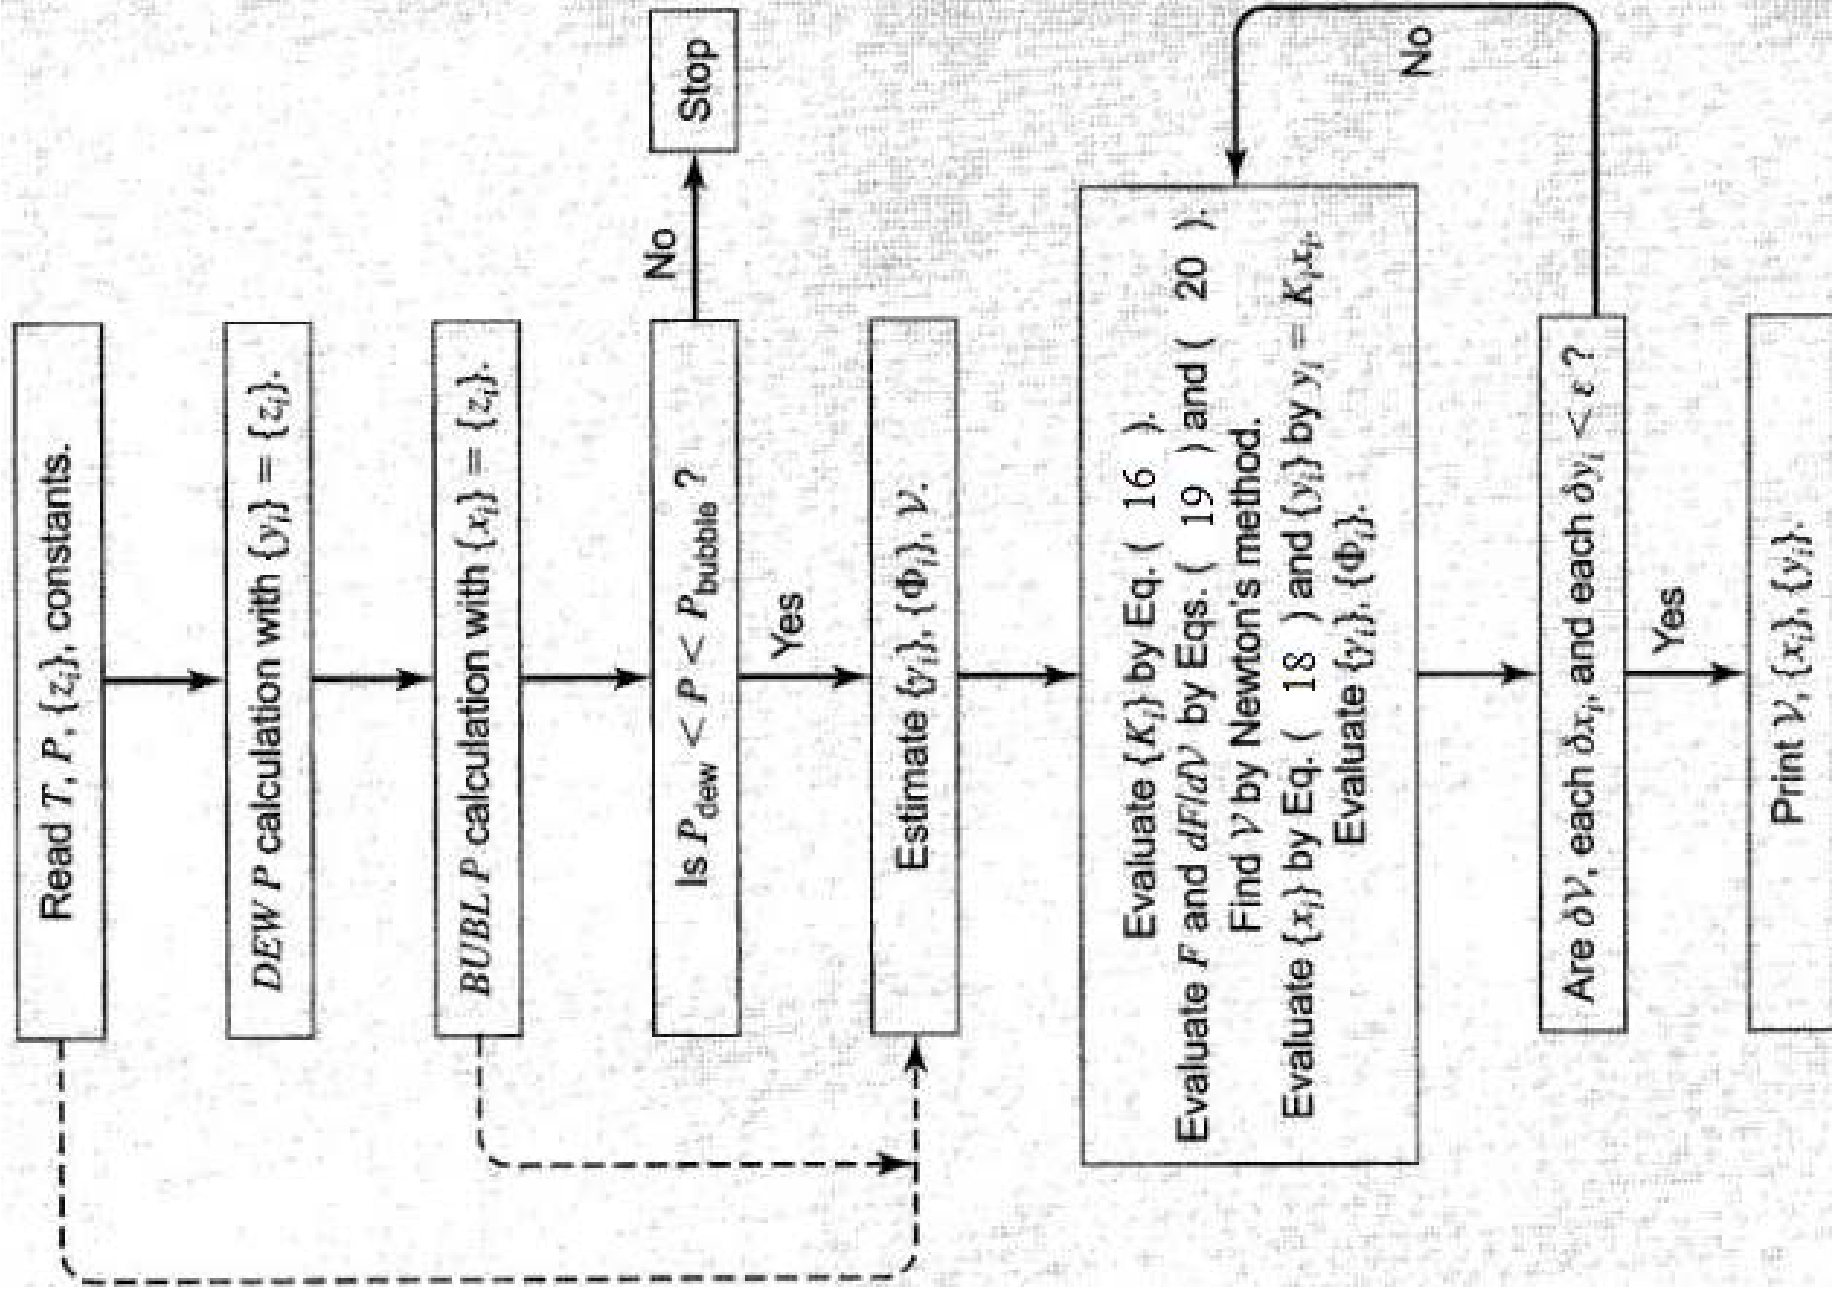 Read T, P, {z_i}, constants.
DEW P calculation with {y_i} = {z_i}.
BUBL P calculation with {x_i} = {z_i}.
Is P_dew < P < P_bubble ?
No
Stop
Yes
Estimate {γ_i}, {Φ_i}, 𝒱.
Evaluate {K_i} by Eq. ( 16 ).
Evaluate F and dF/d𝒱 by Eqs. ( 19 ) and ( 20 ).
Find 𝒱 by Newton's method.
Evaluate {x_i} by Eq. ( 18 ) and {y_i} by y_i = K_i x_i.
Evaluate {γ_i}, {Φ_i}.
No
Are δ𝒱, each δx_i, and each δy_i < ε ?
Yes
Print 𝒱, {x_i}, {y_i}.